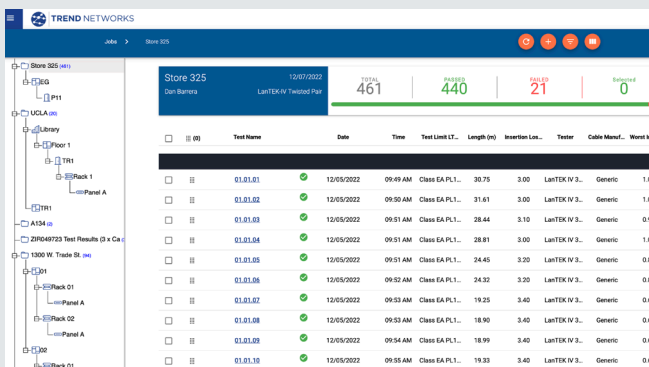 TREND NETWORKS
Jobs > Store 325
Store 325 (461)
EG
P11
UCLA (20)
Library
Floor 1
TR1
Rack 1
Panel A
TR1
A134 (2)
ZIR049723 Test Results (3 x Ca
1300 W. Trade St. (94)
01
Rack 01
Panel A
Rack 02
Panel A
02
Rack 01
Store 325 12/07/2022
Dan Barrera LanTEK-IV Twisted Pair
TOTAL
461
PASSED
440
FAILED
21
Selected
0
(0) Test Name Date Time Test Limit LT... Length (m) Insertion Los... Tester Cable Manuf... Worst
01.01.01 12/05/2022 09:49 AM Class EA PL1... 30.75 3.00 LanTEK IV 3... Generic
01.01.02 12/05/2022 09:50 AM Class EA PL1... 31.61 3.00 LanTEK IV 3... Generic
01.01.03 12/05/2022 09:51 AM Class EA PL1... 28.44 3.10 LanTEK IV 3... Generic
01.01.04 12/05/2022 09:51 AM Class EA PL1... 28.81 3.00 LanTEK IV 3... Generic
01.01.05 12/05/2022 09:51 AM Class EA PL1... 24.45 3.20 LanTEK IV 3... Generic
01.01.06 12/05/2022 09:52 AM Class EA PL1... 24.32 3.20 LanTEK IV 3... Generic
01.01.07 12/05/2022 09:53 AM Class EA PL1... 19.25 3.40 LanTEK IV 3... Generic
01.01.08 12/05/2022 09:53 AM Class EA PL1... 18.90 3.40 LanTEK IV 3... Generic
01.01.09 12/05/2022 09:54 AM Class EA PL1... 18.99 3.40 LanTEK IV 3... Generic
01.01.10 12/05/2022 09:55 AM Class EA PL1... 19.33 3.40 LanTEK IV 3... Generic